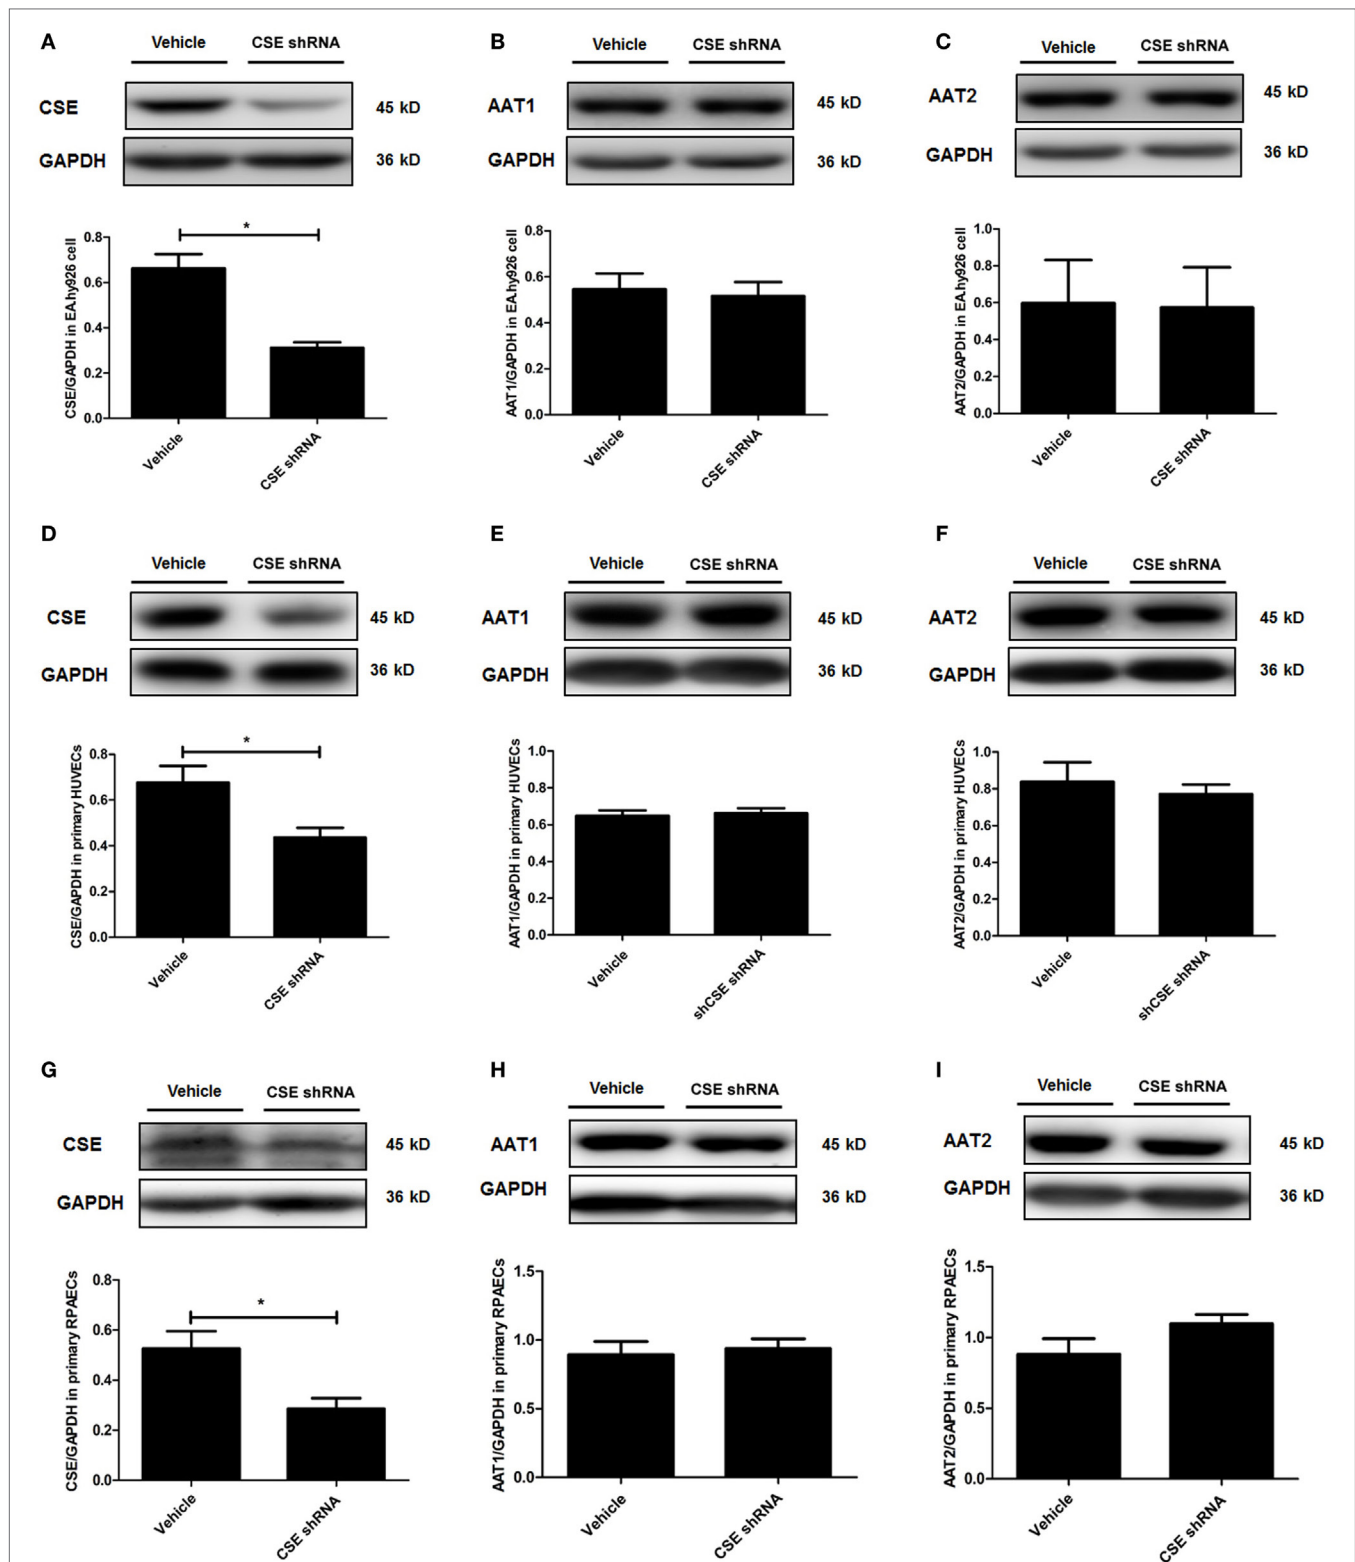 A
Vehicle CSE shRNA
CSE 45 kD
GAPDH 36 kD
CSE/GAPDH in EA.hy926 cell
0.8
0.6
0.4
0.2
0.0
*
Vehicle
CSE shRNA
B
Vehicle CSE shRNA
AAT1 45 kD
GAPDH 36 kD
AAT1/GAPDH in EA.hy926 cell
0.8
0.6
0.4
0.2
0.0
Vehicle
CSE shRNA
C
Vehicle CSE shRNA
AAT2 45 kD
GAPDH 36 kD
AAT2/GAPDH in EA.hy926 cell
1.0
0.8
0.6
0.4
0.2
0.0
Vehicle
CSE shRNA
D
Vehicle CSE shRNA
CSE 45 kD
GAPDH 36 kD
CSE/GAPDH in primary HUVECs
0.8
0.6
0.4
0.2
0.0
*
Vehicle
CSE shRNA
E
Vehicle CSE shRNA
AAT1 45 kD
GAPDH 36 kD
AAT1/GAPDH in primary HUVECs
1.0
0.8
0.6
0.4
0.2
0.0
Vehicle
shCSE shRNA
F
Vehicle CSE shRNA
AAT2 45 kD
GAPDH 36 kD
AAT2/GAPDH in primary HUVECs
1.0
0.8
0.6
0.4
0.2
0.0
Vehicle
shCSE shRNA
G
Vehicle CSE shRNA
CSE 45 kD
GAPDH 36 kD
CSE/GAPDH in primary RPAECs
0.8
0.6
0.4
0.2
0.0
*
Vehicle
CSE shRNA
H
Vehicle CSE shRNA
AAT1 45 kD
GAPDH 36 kD
AAT1/GAPDH in primary RPAECs
1.5
1.0
0.5
0.0
Vehicle
CSE shRNA
I
Vehicle CSE shRNA
AAT2 45 kD
GAPDH 36 kD
AAT2/GAPDH in primary RPAECs
1.5
1.0
0.5
0.0
Vehicle
CSE shRNA